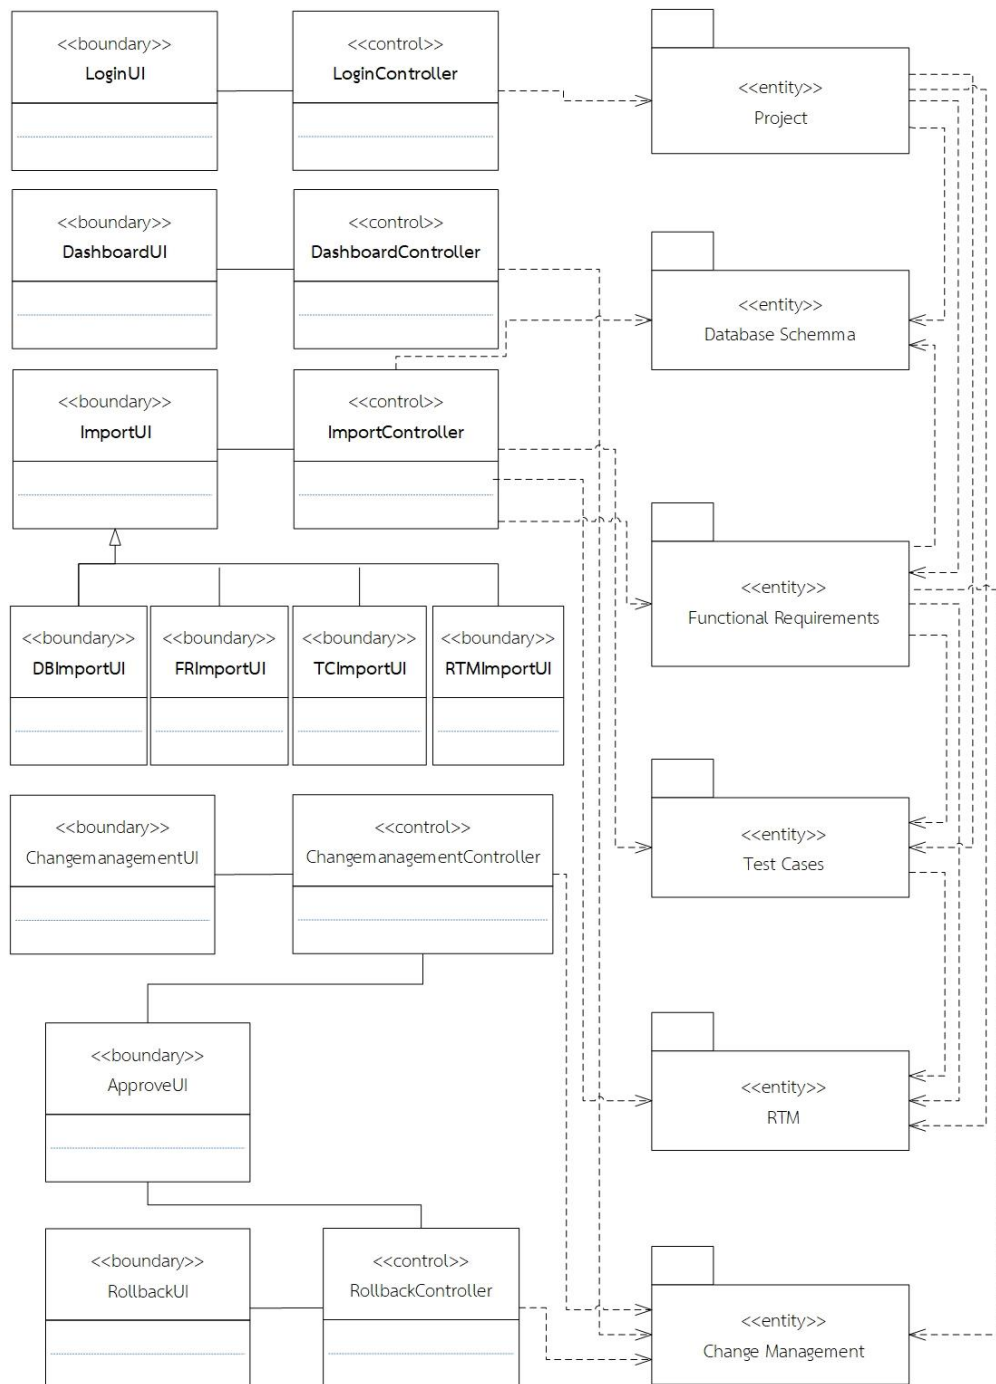 <<boundary>>
LoginUI
<<control>>
LoginController
<<entity>>
Project
<<boundary>>
DashboardUI
<<control>>
DashboardController
<<entity>>
Database Schemma
<<boundary>>
ImportUI
<<control>>
ImportController
<<entity>>
Functional Requirements
<<boundary>>
DBImportUI
<<boundary>>
FRImportUI
<<boundary>>
TCImportUI
<<boundary>>
RTMImportUI
<<boundary>>
ChangemanagementUI
<<control>>
ChangemanagementController
<<entity>>
Test Cases
<<boundary>>
ApproveUI
<<entity>>
RTM
<<boundary>>
RollbackUI
<<control>>
RollbackController
<<entity>>
Change Management